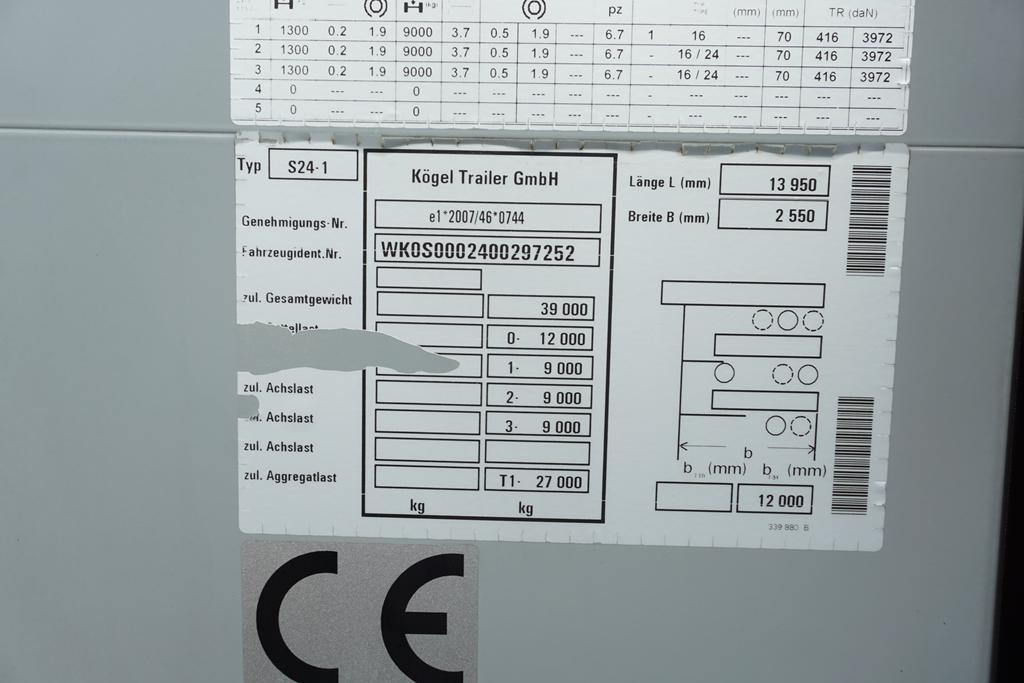 pz (mm) (mm) TR (daN)
1 1300 0.2 1.9 9000 3.7 0.5 1.9 --- 6.7 1 16 --- 70 416 3972
2 1300 0.2 1.9 9000 3.7 0.5 1.9 --- 6.7 - 16 / 24 --- 70 416 3972
3 1300 0.2 1.9 9000 3.7 0.5 1.9 --- 6.7 - 16 / 24 --- 70 416 3972
4 0 --- --- 0 --- --- --- --- --- - --- --- --- --- ---
5 0 --- --- 0 --- --- --- --- --- - --- --- --- --- ---
Typ S24-1
Kögel Trailer GmbH
Länge L (mm) 13 950
Breite B (mm) 2 550
Genehmigungs-Nr. e1*2007/46*0744
Fahrzeugident.Nr. WK0S0002400297252
zul. Gesamtgewicht 39 000
0- 12 000
1- 9 000
zul. Achslast 2- 9 000
Achslast 3- 9 000
zul. Achslast
zul. Aggregatlast T1- 27 000
kg kg
b
b (mm) b (mm)
12 000
339 880 B
CE